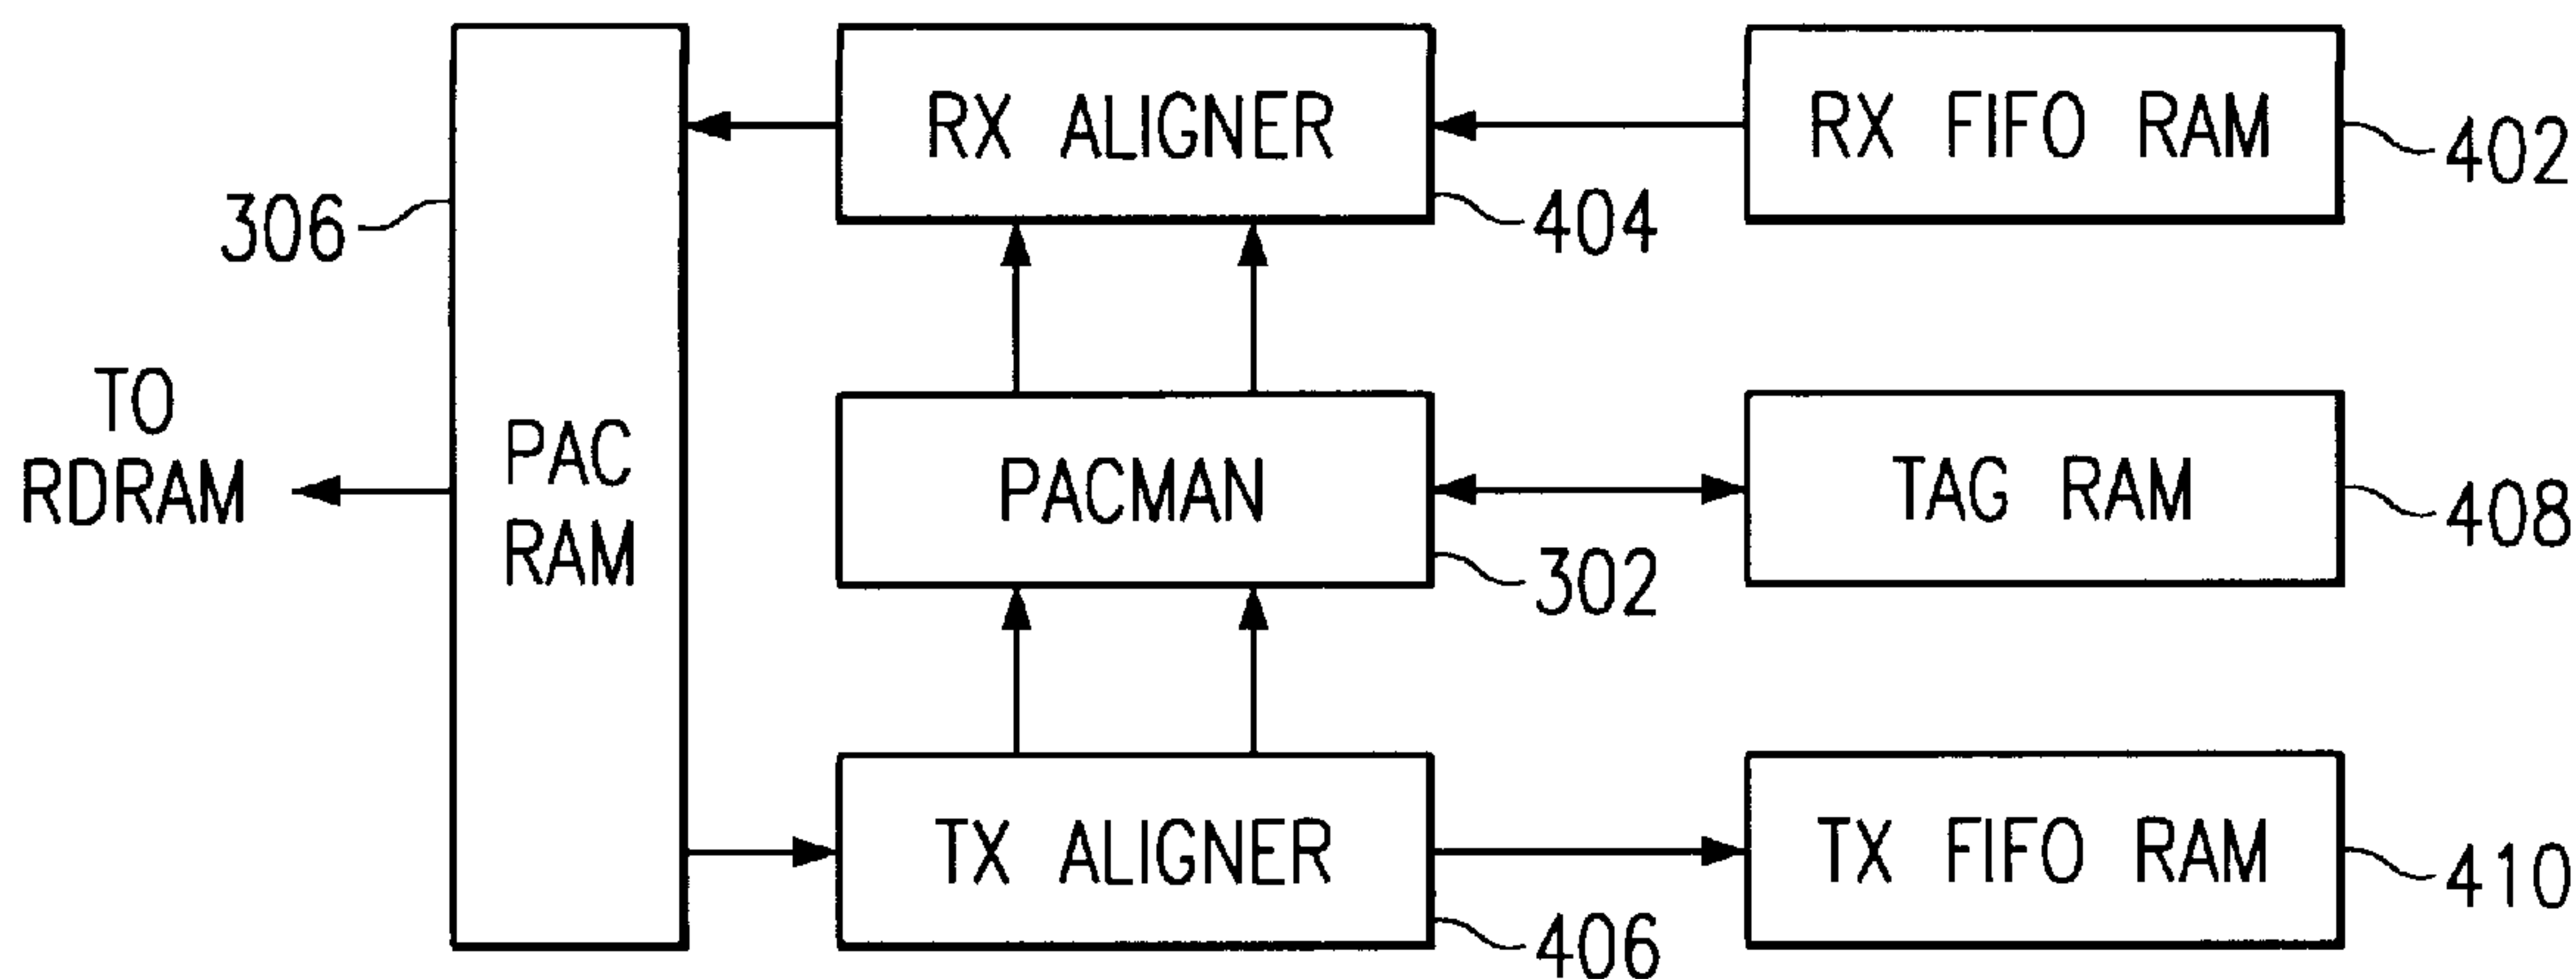 RX ALIGNER
RX FIFO RAM
402
306
404
TO
RDRAM
PAC
RAM
PACMAN
TAG RAM
408
302
TX ALIGNER
TX FIFO RAM
410
406